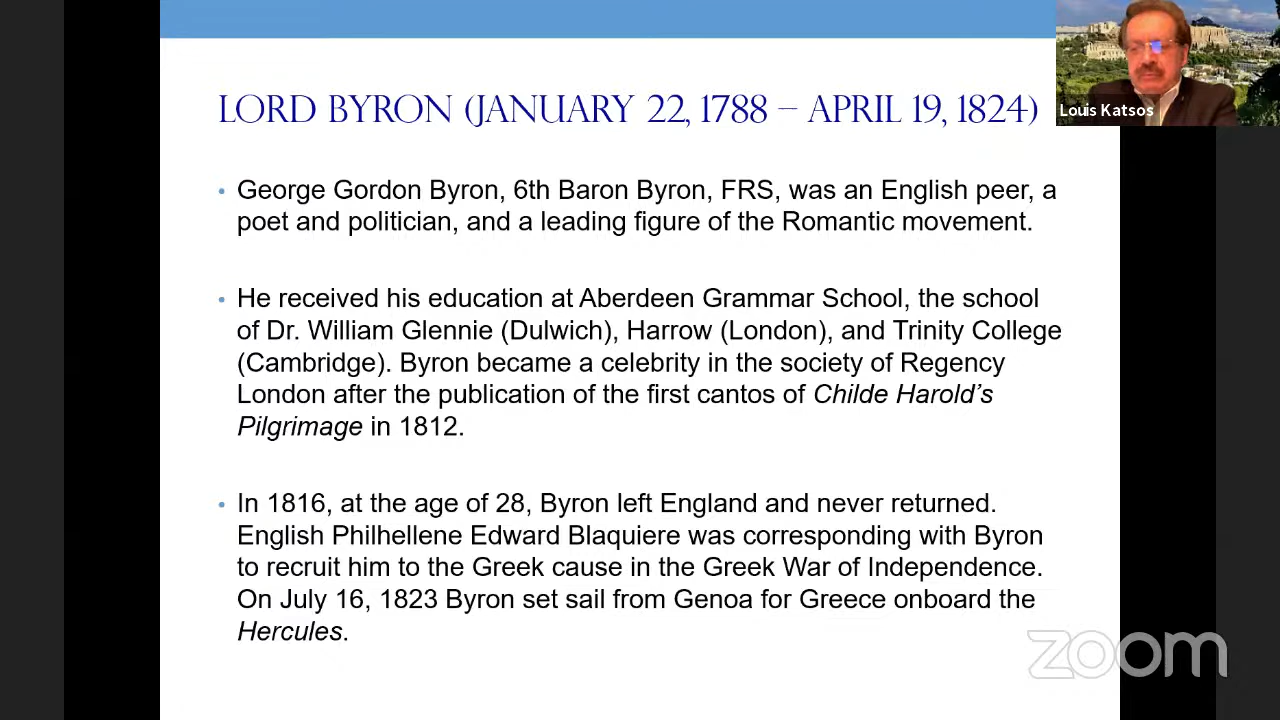 LORD BYRON (JANUARY 22, 1788 – APRIL 19, 1824)
Louis Katsos
• George Gordon Byron, 6th Baron Byron, FRS, was an English peer, a
poet and politician, and a leading figure of the Romantic movement.
• He received his education at Aberdeen Grammar School, the school
of Dr. William Glennie (Dulwich), Harrow (London), and Trinity College
(Cambridge). Byron became a celebrity in the society of Regency
London after the publication of the first cantos of Childe Harold's
Pilgrimage in 1812.
• In 1816, at the age of 28, Byron left England and never returned.
English Philhellene Edward Blaquiere was corresponding with Byron
to recruit him to the Greek cause in the Greek War of Independence.
On July 16, 1823 Byron set sail from Genoa for Greece onboard the
Hercules.
zoom